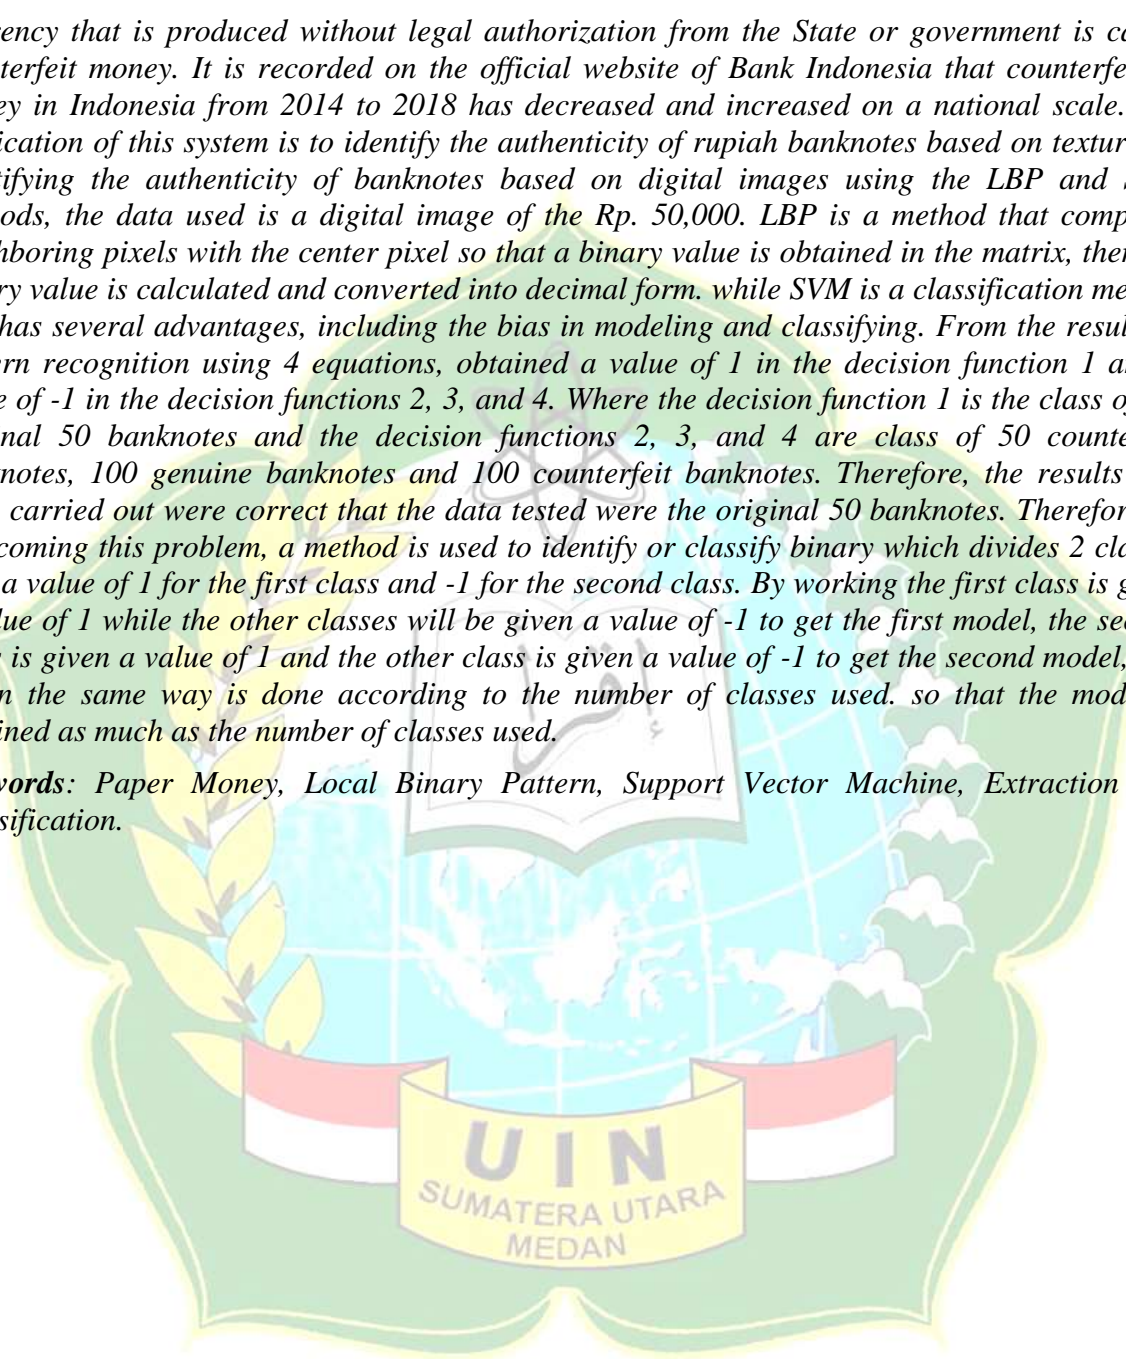 ency that is produced without legal authorization from the State or government is ca
terfeit money. It is recorded on the official website of Bank Indonesia that counterfe
ey in Indonesia from 2014 to 2018 has decreased and increased on a national scale.
ication of this system is to identify the authenticity of rupiah banknotes based on textur
tifying the authenticity of banknotes based on digital images using the LBP and
ods, the data used is a digital image of the Rp. 50,000. LBP is a method that comp
hboring pixels with the center pixel so that a binary value is obtained in the matrix, then
ry value is calculated and converted into decimal form. while SVM is a classification me
has several advantages, including the bias in modeling and classifying. From the resul
ern recognition using 4 equations, obtained a value of 1 in the decision function 1 a
e of -1 in the decision functions 2, 3, and 4. Where the decision function 1 is the class of
nal 50 banknotes and the decision functions 2, 3, and 4 are class of 50 counte
notes, 100 genuine banknotes and 100 counterfeit banknotes. Therefore, the results
carried out were correct that the data tested were the original 50 banknotes. Therefor
coming this problem, a method is used to identify or classify binary which divides 2 cla
a value of 1 for the first class and -1 for the second class. By working the first class is g
lue of 1 while the other classes will be given a value of -1 to get the first model, the sec
is given a value of 1 and the other class is given a value of -1 to get the second model,
n the same way is done according to the number of classes used. so that the mod
ined as much as the number of classes used.
words: Paper Money, Local Binary Pattern, Support Vector Machine, Extraction
sification.
إقرأ
UIN
SUMATERA UTARA
MEDAN